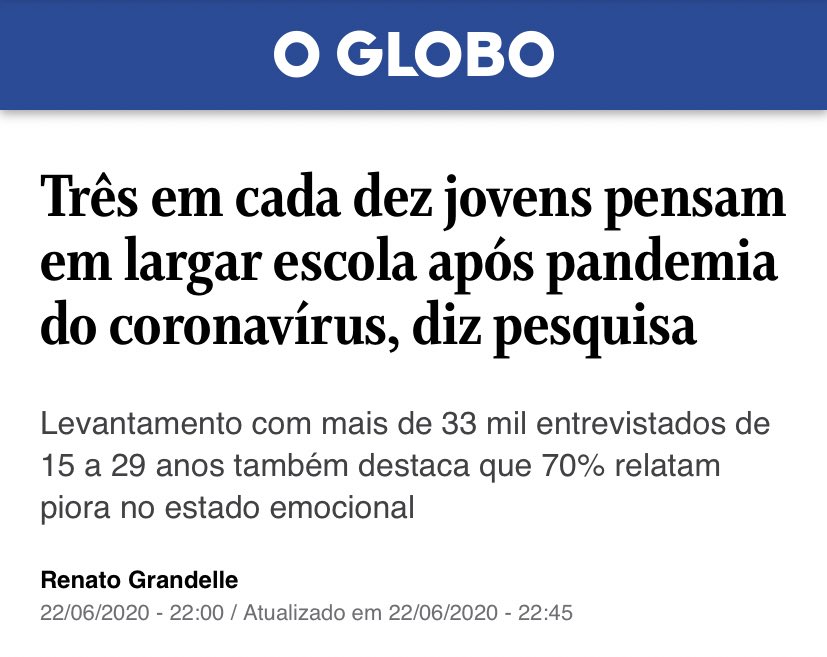 O GLOBO
Três em cada dez jovens pensam
em largar escola após pandemia
do coronavírus, diz pesquisa
Levantamento com mais de 33 mil entrevistados de
15 a 29 anos também destaca que 70% relatam
piora no estado emocional
Renato Grandelle
22/06/2020 - 22:00 / Atualizado em 22/06/2020 - 22:45